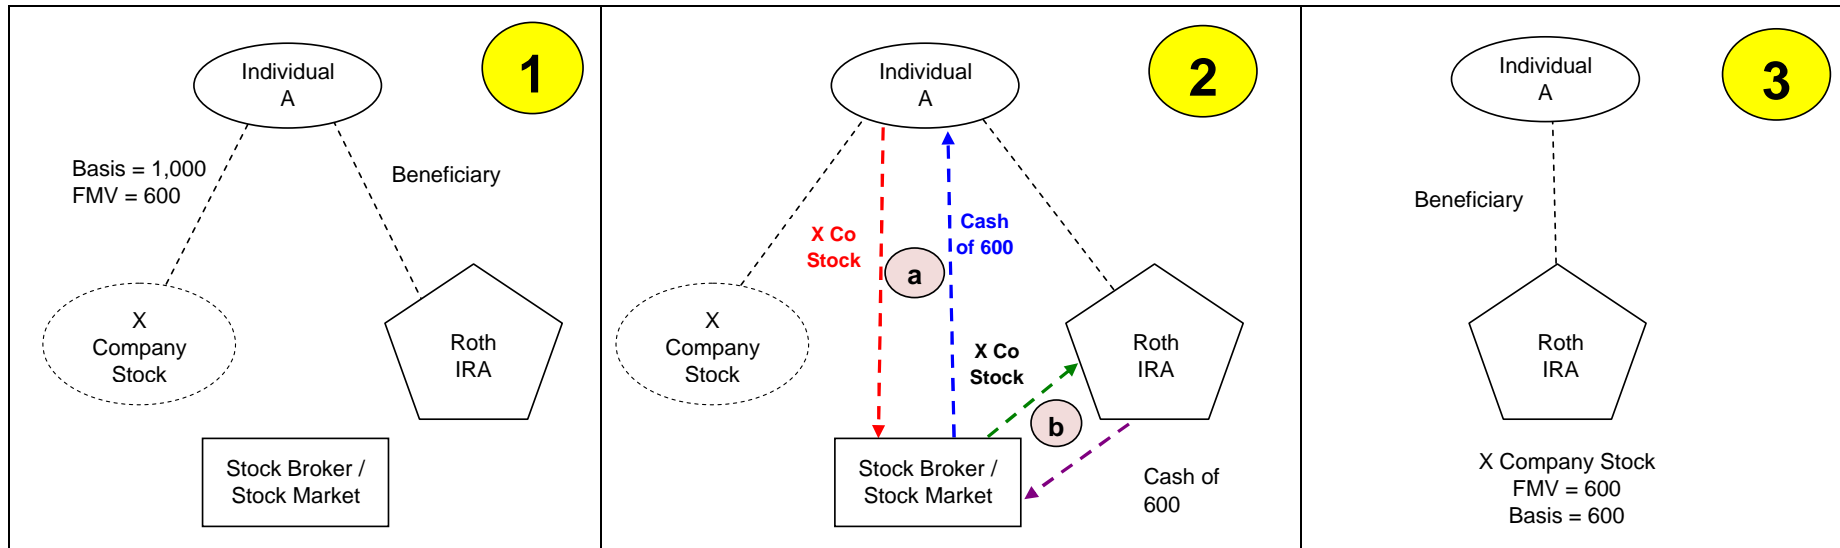 Individual
A
1
Basis = 1,000
FMV = 600
Beneficiary
X
Company
Stock
Roth
IRA
Stock Broker /
Stock Market
Individual
A
2
X Co
Stock
Cash
of 600
a
X
Company
Stock
X Co
Stock
Roth
IRA
b
Stock Broker /
Stock Market
Cash of
600
Individual
A
3
Beneficiary
Roth
IRA
X Company Stock
FMV = 600
Basis = 600